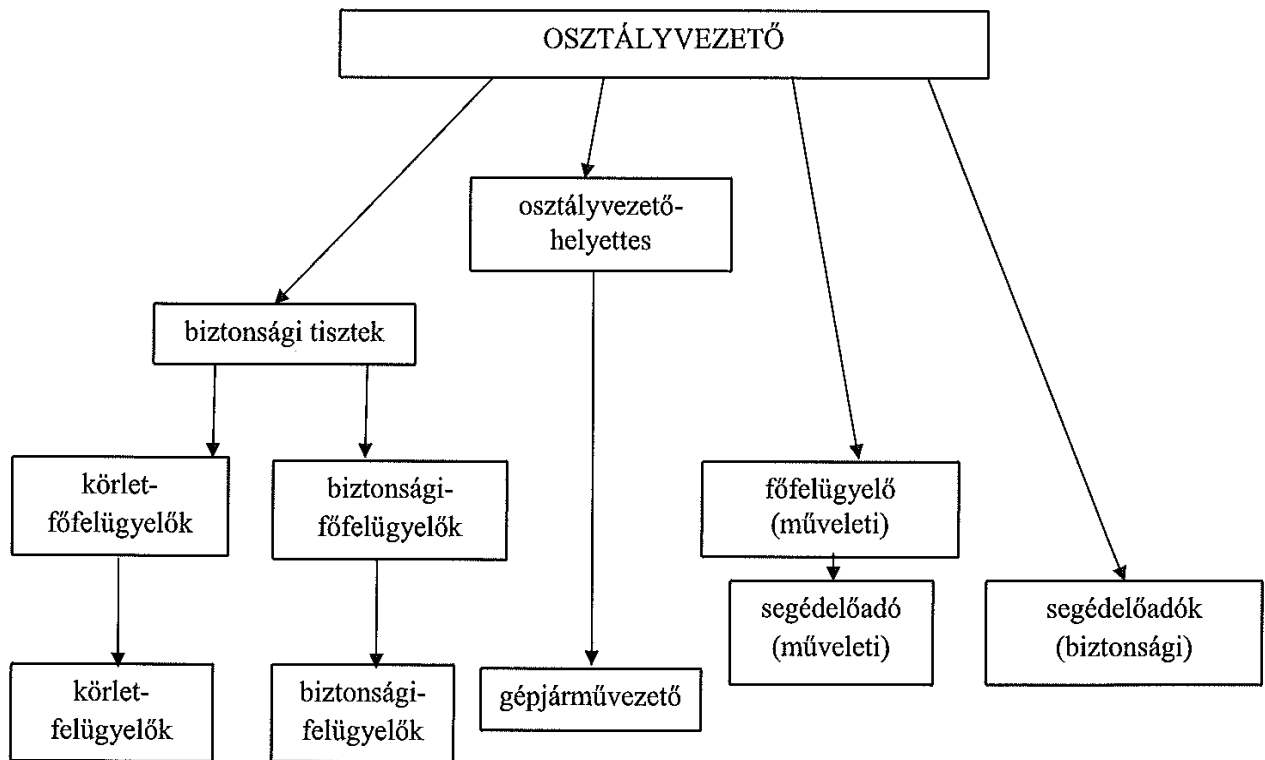 OSZTÁLYVEZETŐ
osztályvezető-
helyettes
biztonsági tisztek
körlet-
főfelügyelők
biztonsági-
főfelügyelők
főfelügyelő
(műveleti)
segédelőadó
(műveleti)
segédelőadók
(biztonsági)
körlet-
felügyelők
biztonsági-
felügyelők
gépjárművezető